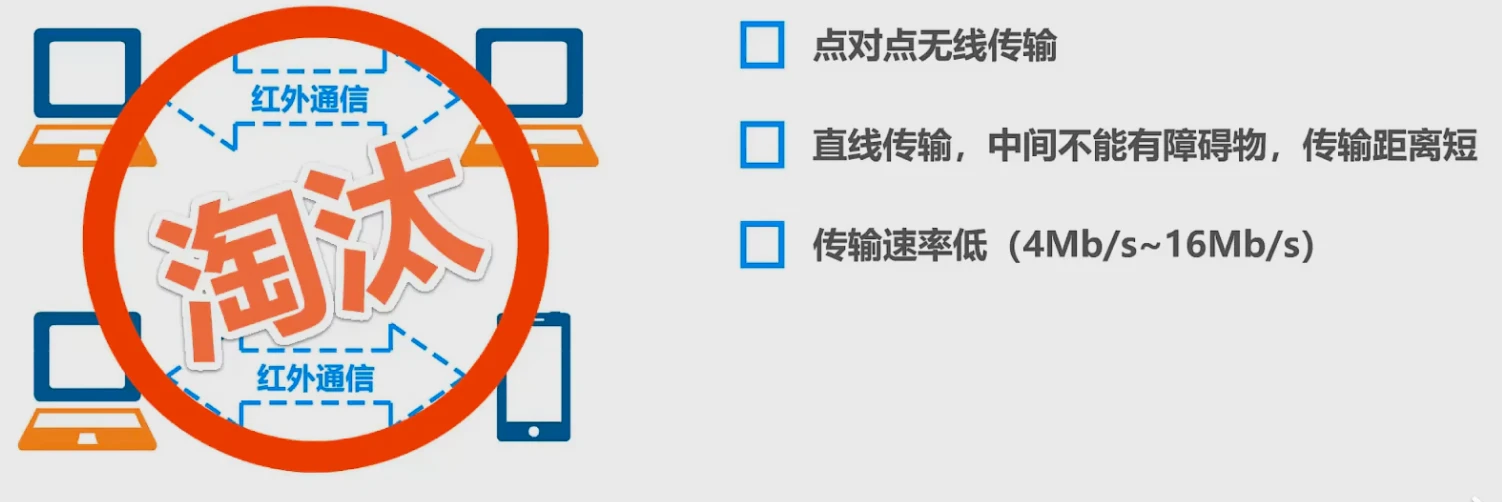 红外通信
淘汰
红外通信
点对点无线传输
直线传输，中间不能有障碍物，传输距离短
传输速率低（4Mb/s~16Mb/s）